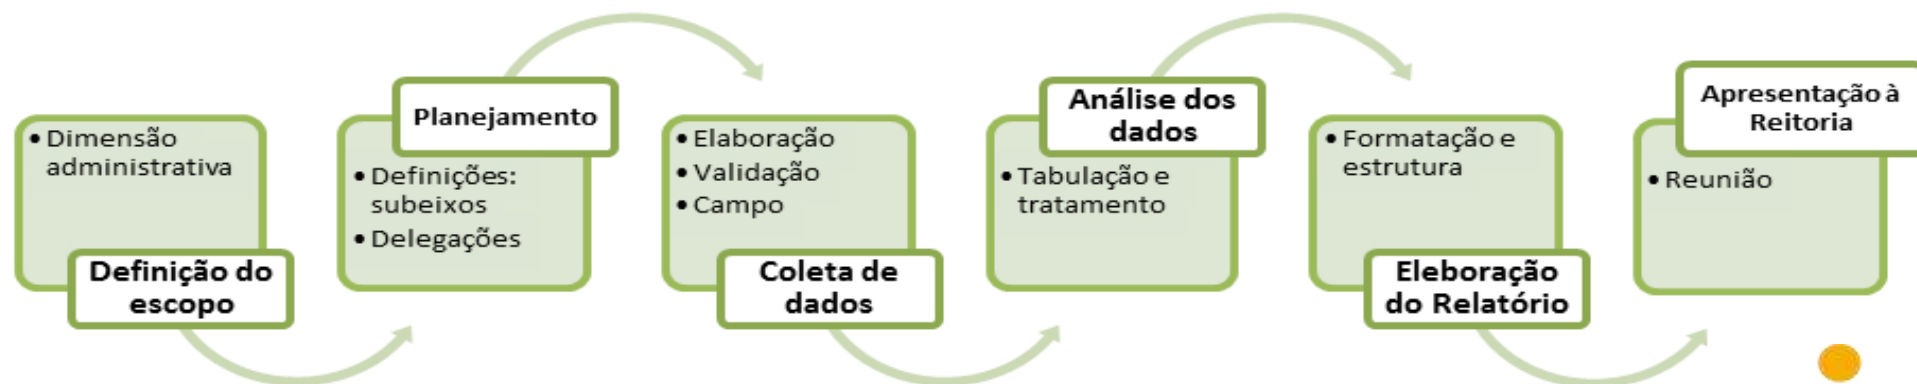 • Dimensão
administrativa
Definição do
escopo
Planejamento
• Definições:
subeixos
• Delegações
• Elaboração
• Validação
• Campo
Coleta de
dados
Análise dos
dados
• Tabulação e
tratamento
• Formatação e
estrutura
Eleboração
do Relatório
Apresentação à
Reitoria
• Reunião